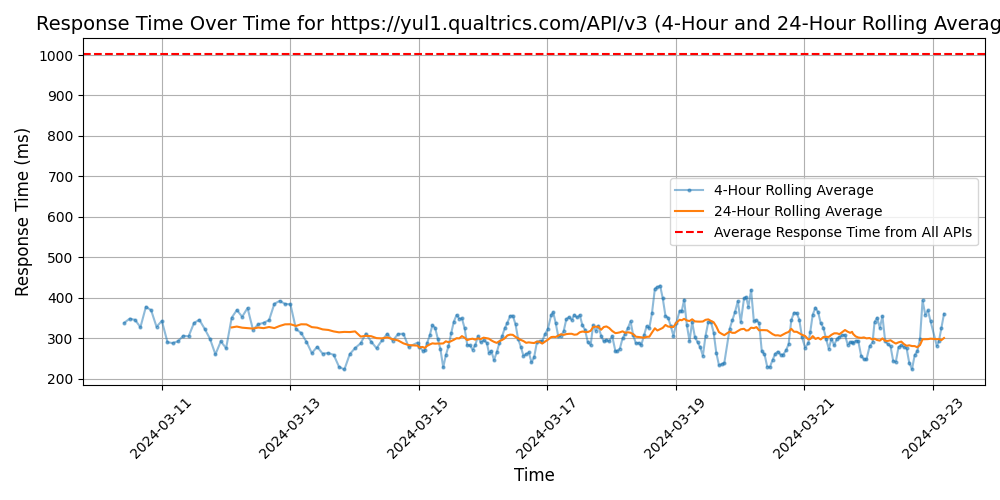 Response Time Over Time for https://yul1.qualtrics.com/API/v3 (4-Hour and 24-Hour Rolling Averag
1000
900
800
700
600
500
400
300
200
Response Time (ms)
4-Hour Rolling Average
24-Hour Rolling Average
Average Response Time from All APIs
2024-03-11
2024-03-13
2024-03-15
2024-03-17
2024-03-19
2024-03-21
2024-03-23
Time